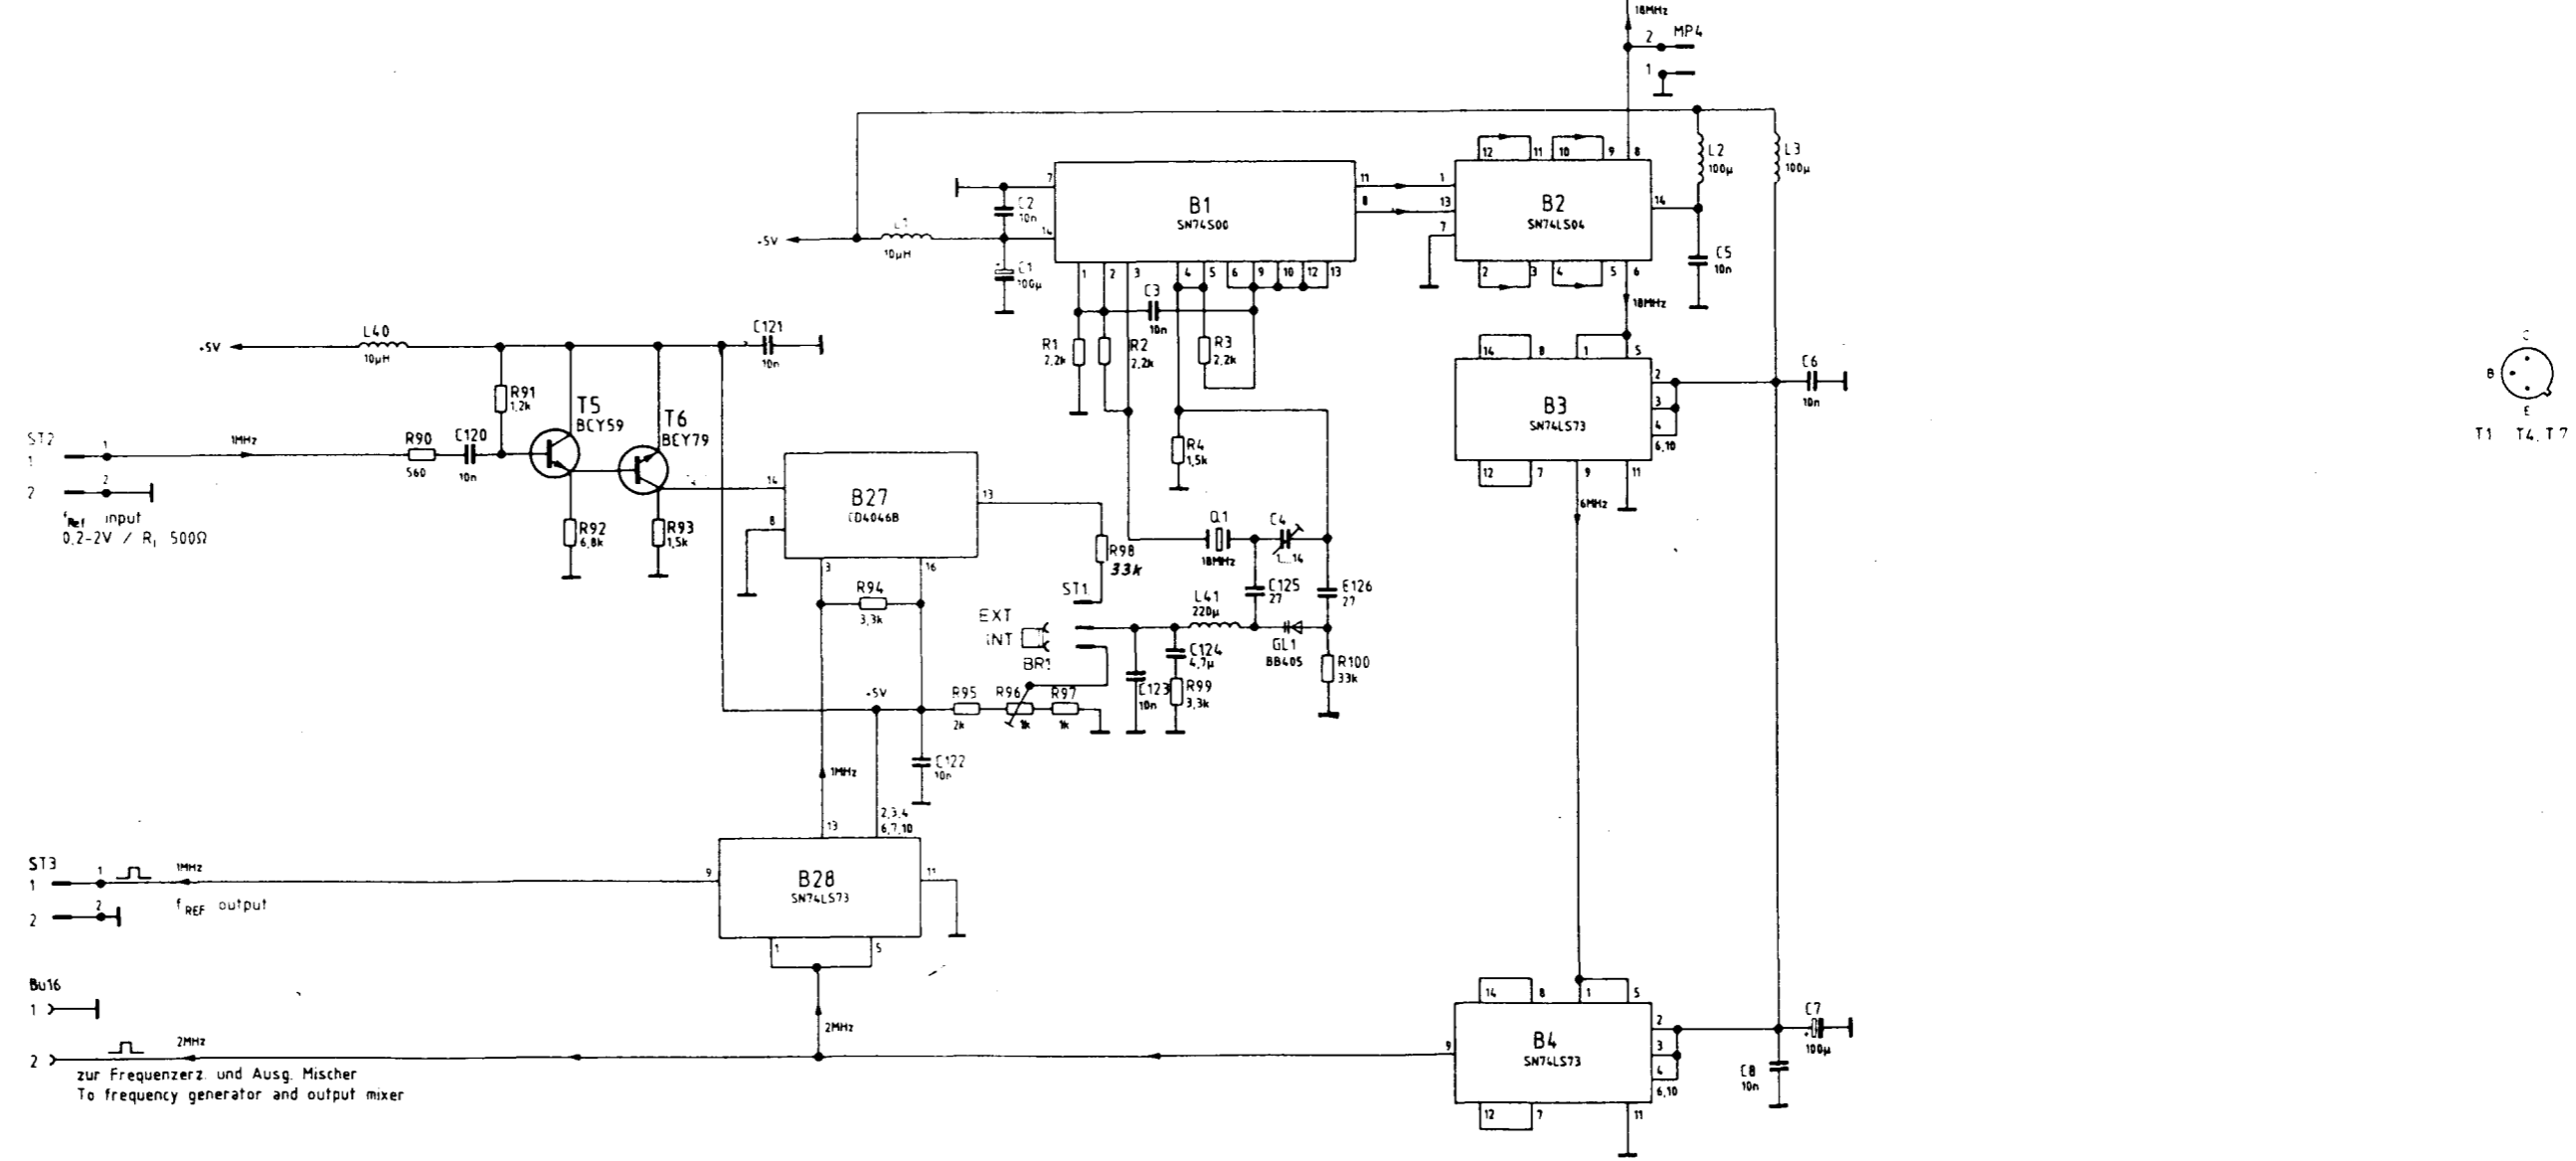 18MHz
2 MP4
1
L2
100µ
L3
100µ
12 11 10 9 8
7
B1
SN74S00
11
8
1
13
7
B2
SN74LS04
14
C2
10n
+5V
L1
10µH
14
C1
100µ
C5
10n
1 2 3 4 5 6 9 10 12 13
2 3 4 5 6
18MHz
C3
10n
L40
+5V
10µH
C121
10n
R1
2,2k
R2
2,2k
R3
2,2k
14 8 1 5
C
B
E
T1 T4, T7
C6
10n
2
3
4
6,10
B3
SN74LS73
R91
1,2k
T5
BCY59
T6
BCY79
ST2
1
1
1MHz
R90
560
C120
10n
R4
1,5k
12 7 9 11
2
2
fRef input
0,2-2V / Ri 500Ω
14
B27
CD4046B
13
8
6MHz
R92
6,8k
R93
1,5k
Q1
18MHz
C4
1...14
R98
33k
3 16
R94
3,3k
ST1
C125
27
E126
27
L41
220µ
EXT
INT
BR1
GL1
BB405
C124
4,7µ
R100
33k
C123
10n
R99
3,3k
+5V
R95
2k
R96
1k
R97
1k
1MHz
C122
10n
13
2,3,4
6,7,10
ST3
1
1
1MHz
9
B28
SN74LS73
11
2
2
fREF output
1 5
Bu16
1
14 8 1 5
2MHz
2MHz
2
9
B4
SN74LS73
2
3
4
6,10
C7
+
100µ
C8
10n
zur Frequenzerz. und Ausg. Mischer
To frequency generator and output mixer
12 7 11